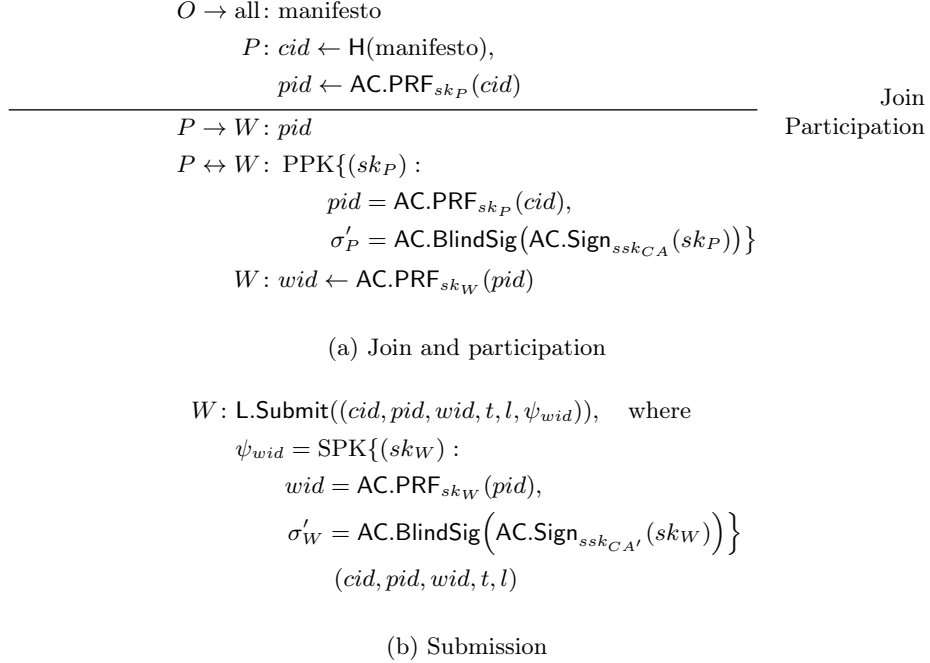 O → all: manifesto
P: cid ← H(manifesto),
pid ← AC.PRF_{sk_P}(cid)
Join
Participation
P → W: pid
P ↔ W: PPK{(sk_P) :
pid = AC.PRF_{sk_P}(cid),
σ′_P = AC.BlindSig(AC.Sign_{ssk_{CA}}(sk_P))}
W: wid ← AC.PRF_{sk_W}(pid)
(a) Join and participation
W: L.Submit((cid, pid, wid, t, l, ψ_{wid})), where
ψ_{wid} = SPK{(sk_W) :
wid = AC.PRF_{sk_W}(pid),
σ′_W = AC.BlindSig(AC.Sign_{ssk_{CA′}}(sk_W))}
(cid, pid, wid, t, l)
(b) Submission